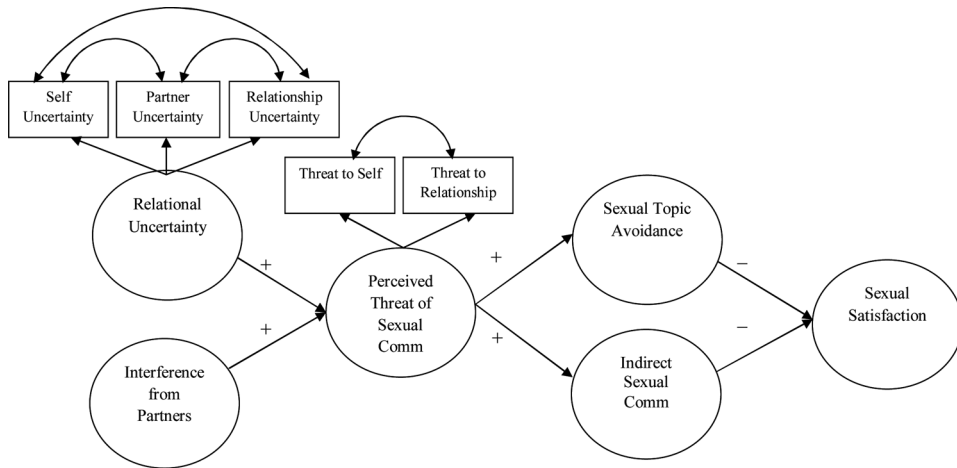 Self
Uncertainty
Partner
Uncertainty
Relationship
Uncertainty
Threat to Self
Threat to
Relationship
Relational
Uncertainty
+
+
Interference
from
Partners
Perceived
Threat of
Sexual
Comm
+
+
Sexual Topic
Avoidance
Indirect
Sexual
Comm
−
−
Sexual
Satisfaction